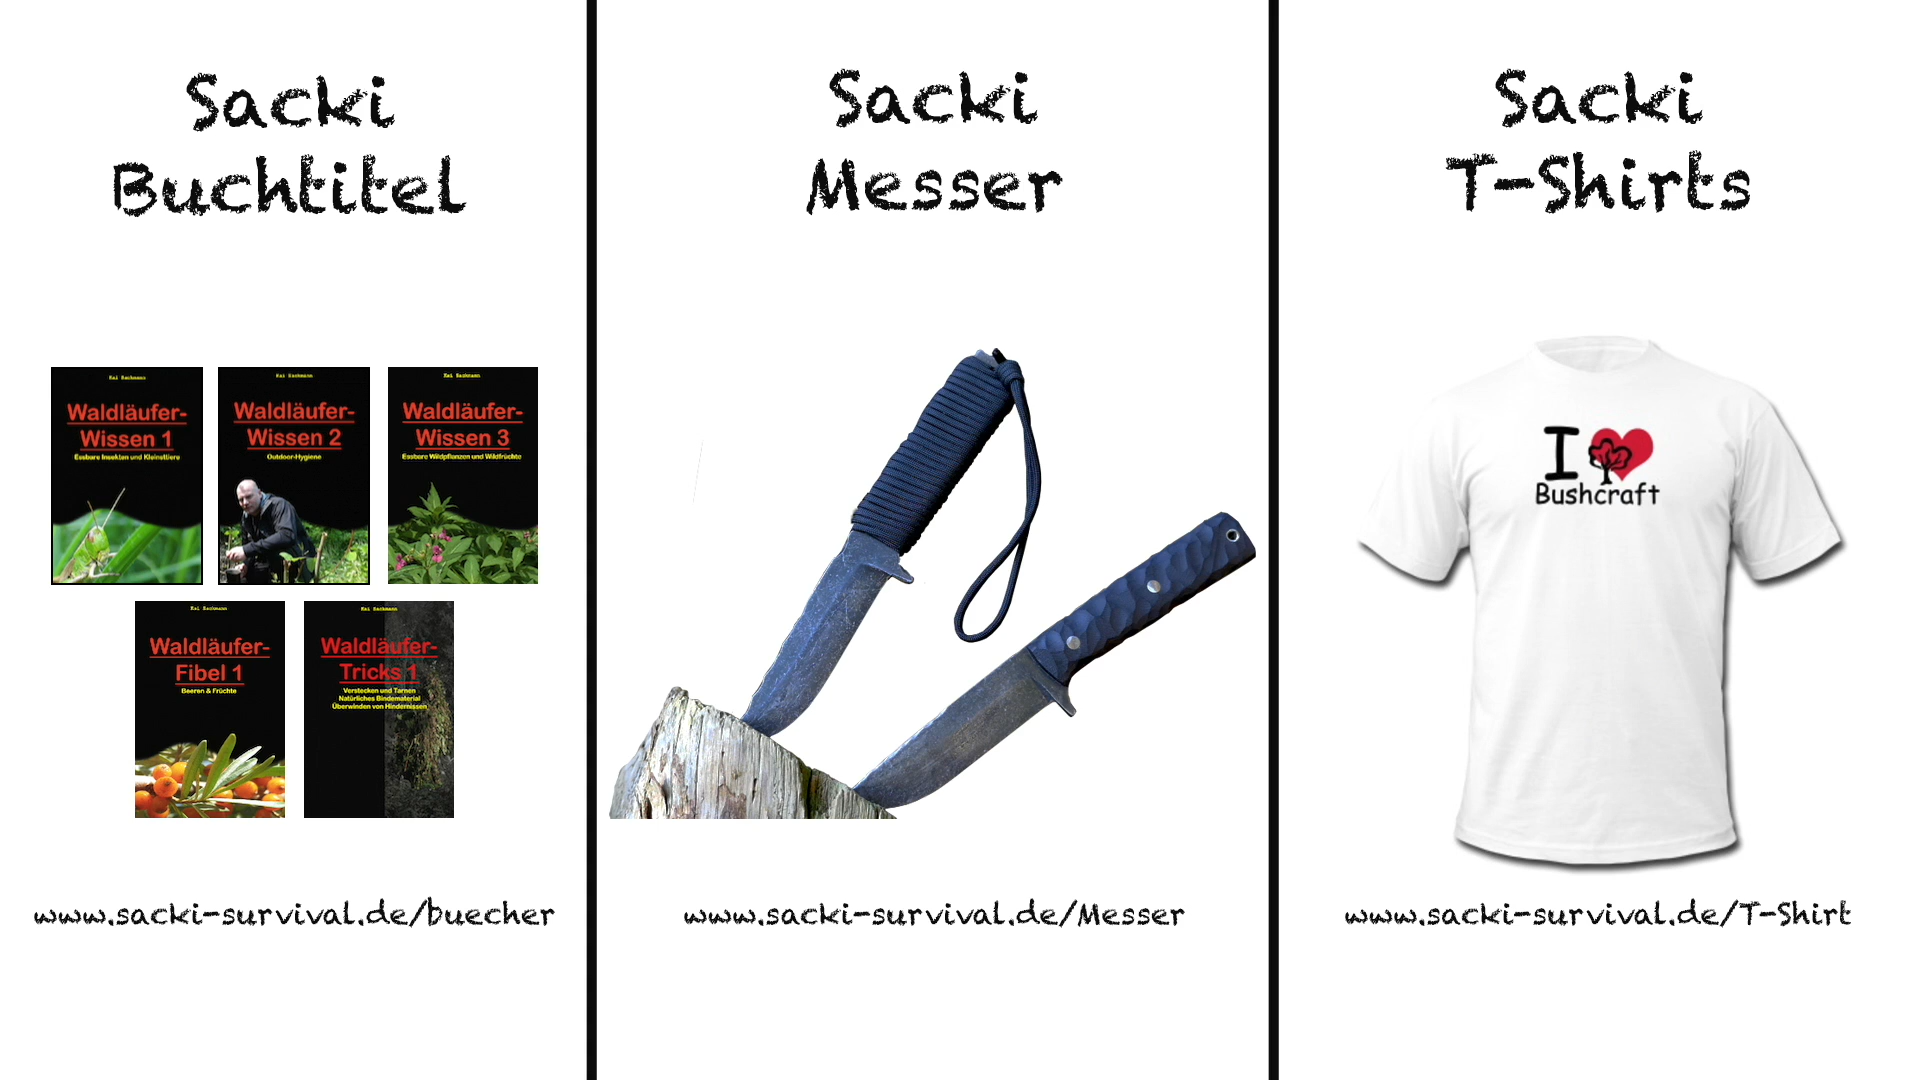 Sacki
Buchtitel
Kai Sackmann
Waldläufer-
Wissen 1
Essbare Insekten und Kleinsttiere
Kai Sackmann
Waldläufer-
Wissen 2
Outdoor-Hygiene
Kai Sackmann
Waldläufer-
Wissen 3
Essbare Wildpflanzen und Wildfrüchte
Kai Sackmann
Waldläufer-
Fibel 1
Beeren & Früchte
Kai Sackmann
Waldläufer-
Tricks 1
Verstecken und Tarnen
Natürliches Bindematerial
Überwinden von Hindernissen
www.sacki-survival.de/buecher
Sacki
Messer
www.sacki-survival.de/Messer
Sacki
T-Shirts
I
Bushcraft
www.sacki-survival.de/T-Shirt